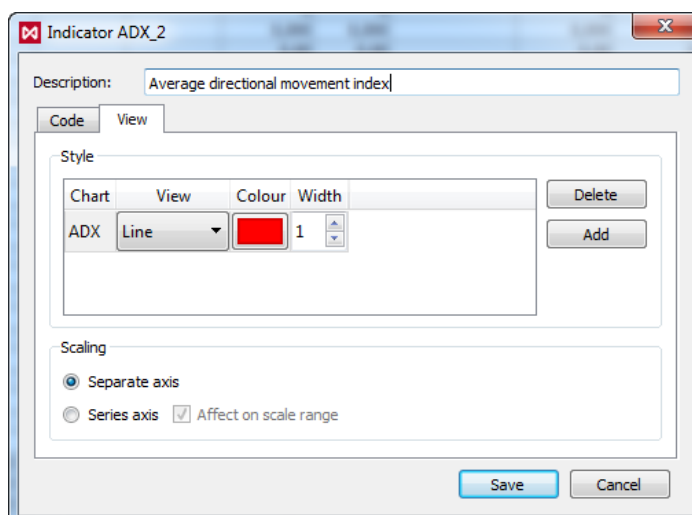 Indicator ADX_2
Description: Average directional movement index
Code View
Style
Chart View Colour Width
ADX Line 1
Delete
Add
Scaling
Separate axis
Series axis Affect on scale range
Save Cancel